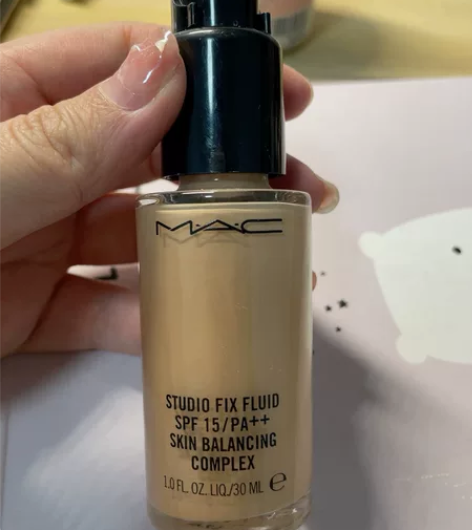 M·A·C
STUDIO FIX FLUID
SPF 15/PA++
SKIN BALANCING
COMPLEX
1.0 FL. OZ. LIQ./30 ML ℮